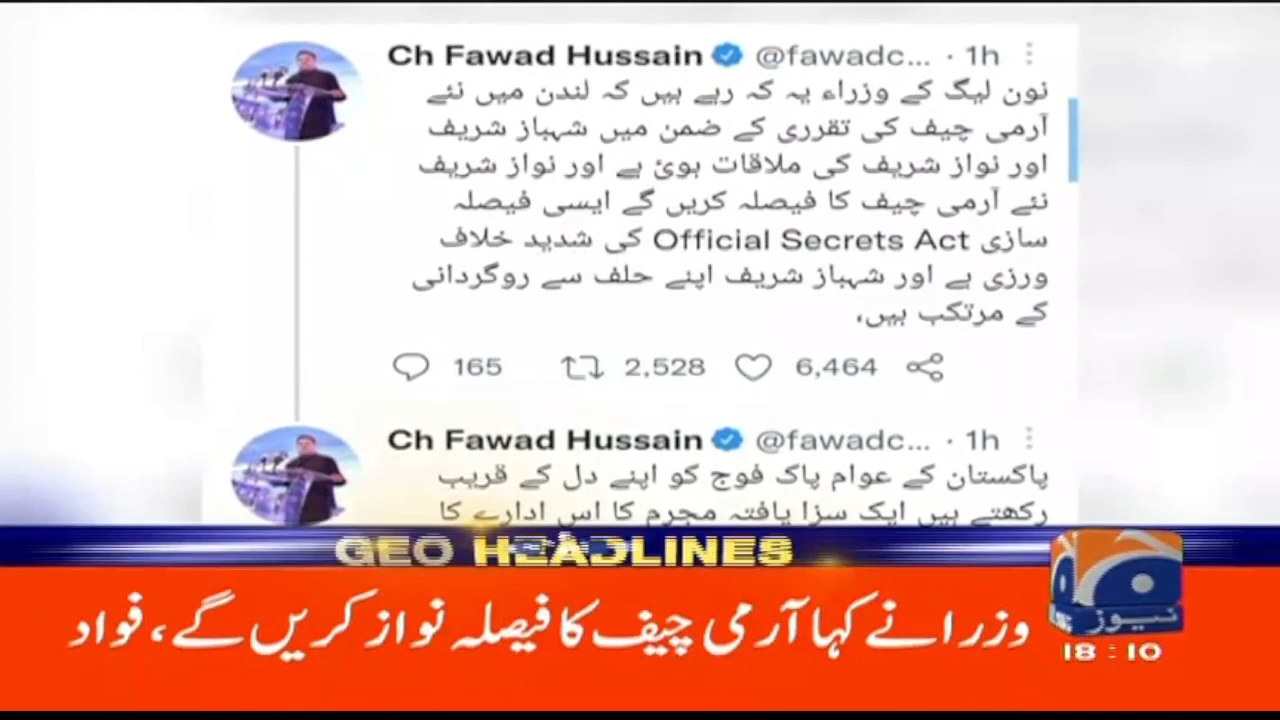 Ch Fawad Hussain @fawadc... · 1h
نون لیگ کے وزراء یہ کہ رہے ہیں کہ لندن میں نئے
آرمی چیف کی تقرری کے ضمن میں شہباز شریف
اور نواز شریف کی ملاقات ہوئ ہے اور نواز شریف
نئے آرمی چیف کا فیصلہ کریں گے ایسی فیصلہ
سازی Official Secrets Act کی شدید خلاف
ورزی ہے اور شہباز شریف اپنے حلف سے روگردانی
کے مرتکب ہیں،
165 2,528 6,464
Ch Fawad Hussain @fawadc... · 1h
پاکستان کے عوام پاک فوج کو اپنے دل کے قریب
رکھتے ہیں ایک سزا یافتہ مجرم کا اس ادارے کا
GEO HEADLINES
وزرا نے کہا آرمی چیف کا فیصلہ نواز کریں گے، فواد
نیوز
18:10